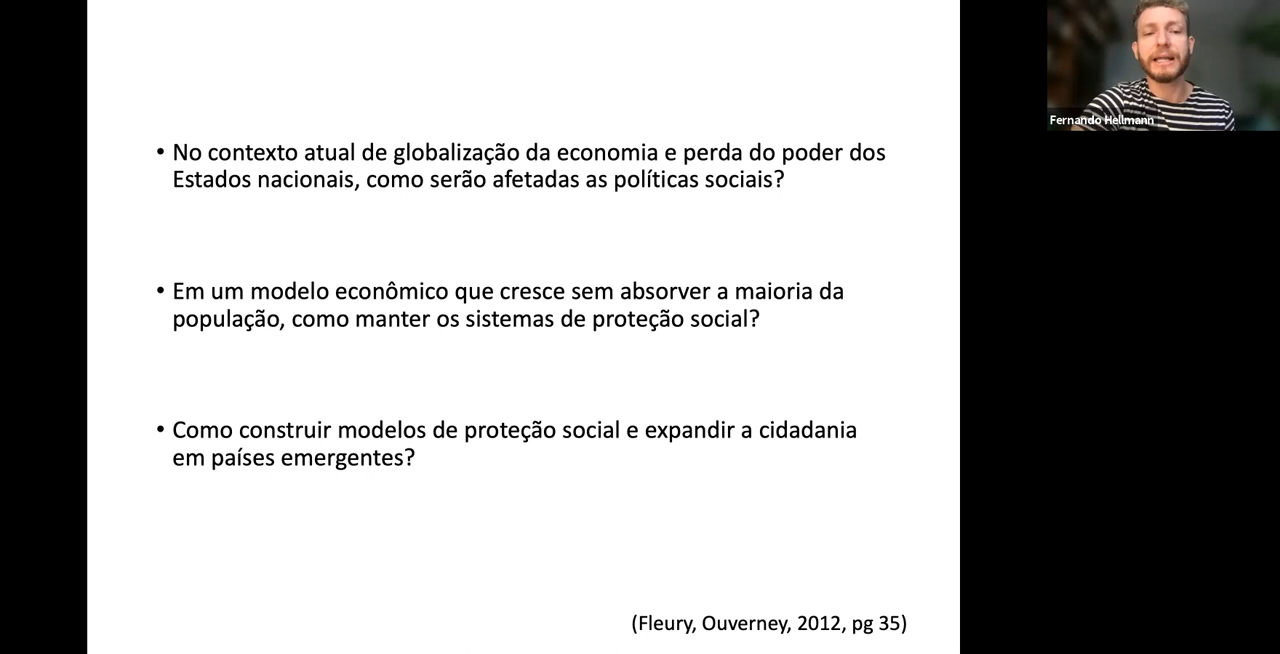 • No contexto atual de globalização da economia e perda do poder dos
Estados nacionais, como serão afetadas as políticas sociais?
• Em um modelo econômico que cresce sem absorver a maioria da
população, como manter os sistemas de proteção social?
• Como construir modelos de proteção social e expandir a cidadania
em países emergentes?
(Fleury, Ouverney, 2012, pg 35)
Fernando Hellmann